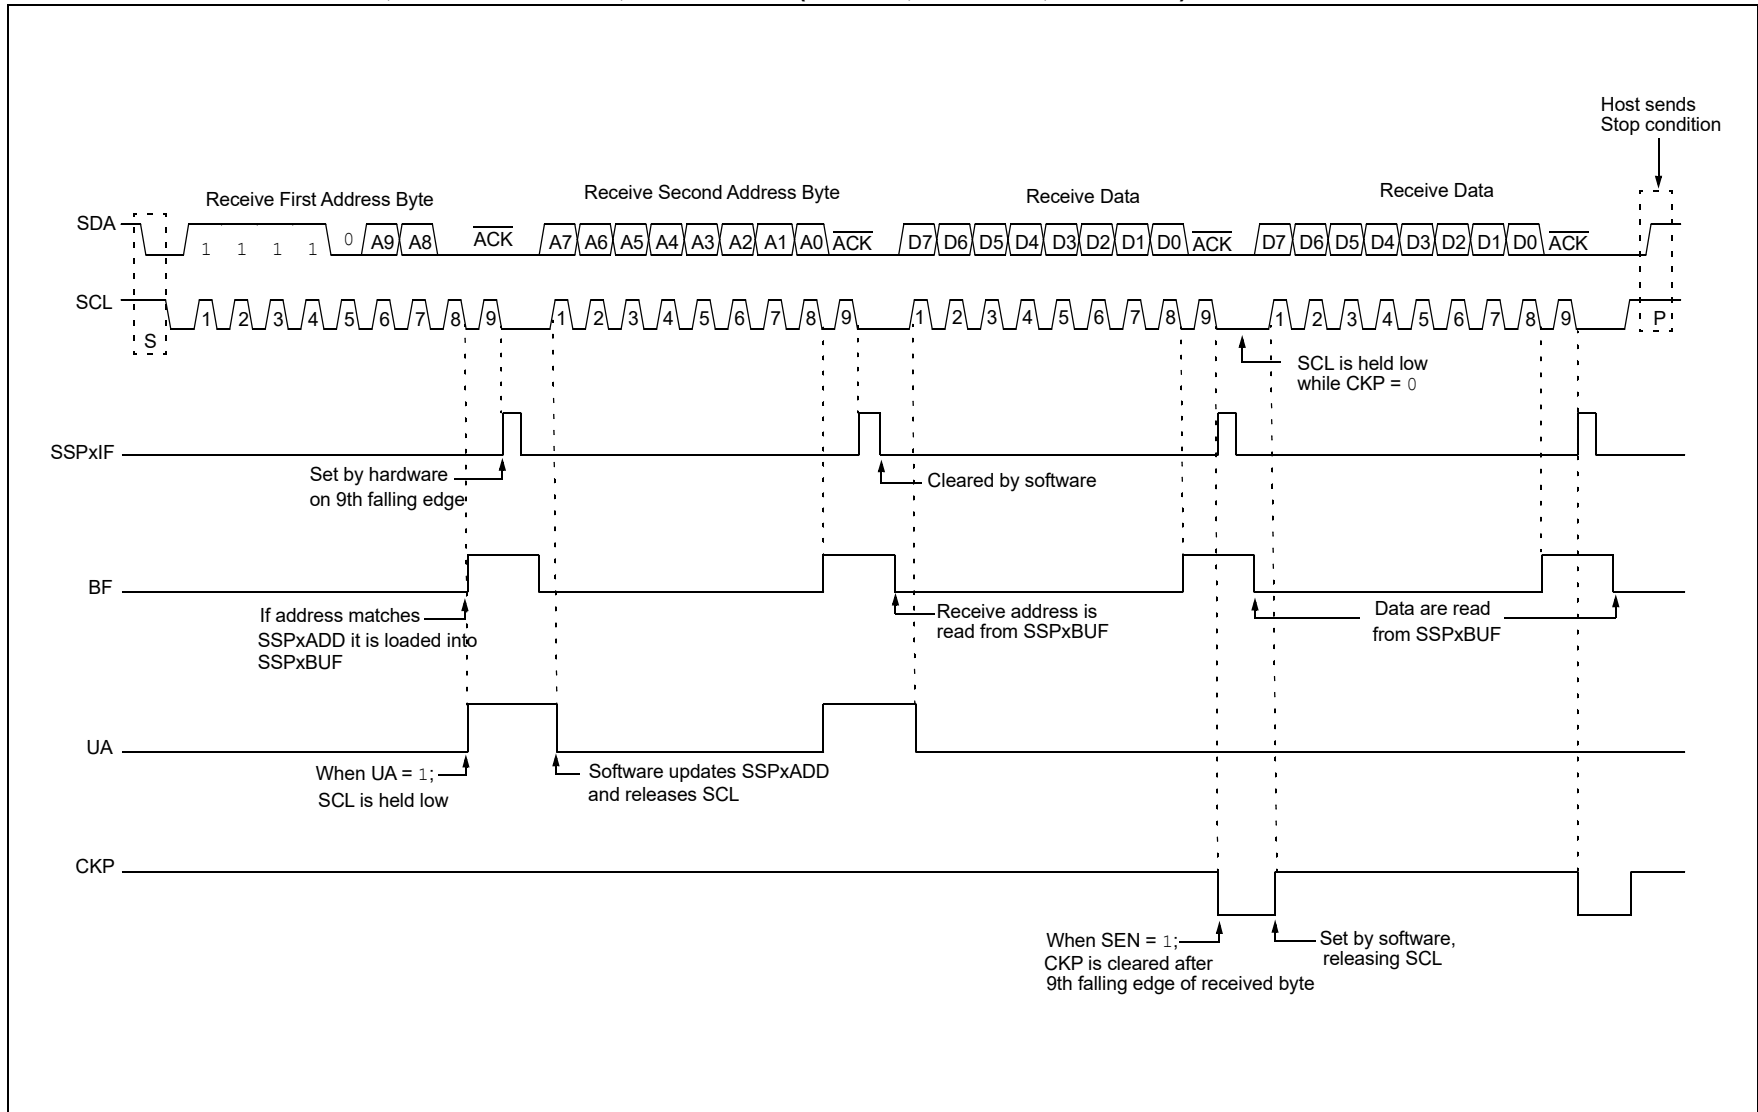 Host sends
Stop condition
Receive First Address Byte
Receive Second Address Byte
Receive Data
Receive Data
SDA
1 1 1 1 0 A9 A8 ACK A7 A6 A5 A4 A3 A2 A1 A0 ACK D7 D6 D5 D4 D3 D2 D1 D0 ACK D7 D6 D5 D4 D3 D2 D1 D0 ACK
SCL
1 2 3 4 5 6 7 8 9 1 2 3 4 5 6 7 8 9 1 2 3 4 5 6 7 8 9 1 2 3 4 5 6 7 8 9
S
P
SCL is held low
while CKP = 0
SSPxIF
Set by hardware
on 9th falling edge
Cleared by software
BF
If address matches
SSPxADD it is loaded into
SSPxBUF
Receive address is
read from SSPxBUF
Data are read
from SSPxBUF
UA
When UA = 1;
SCL is held low
Software updates SSPxADD
and releases SCL
CKP
When SEN = 1;
CKP is cleared after
9th falling edge of received byte
Set by software,
releasing SCL